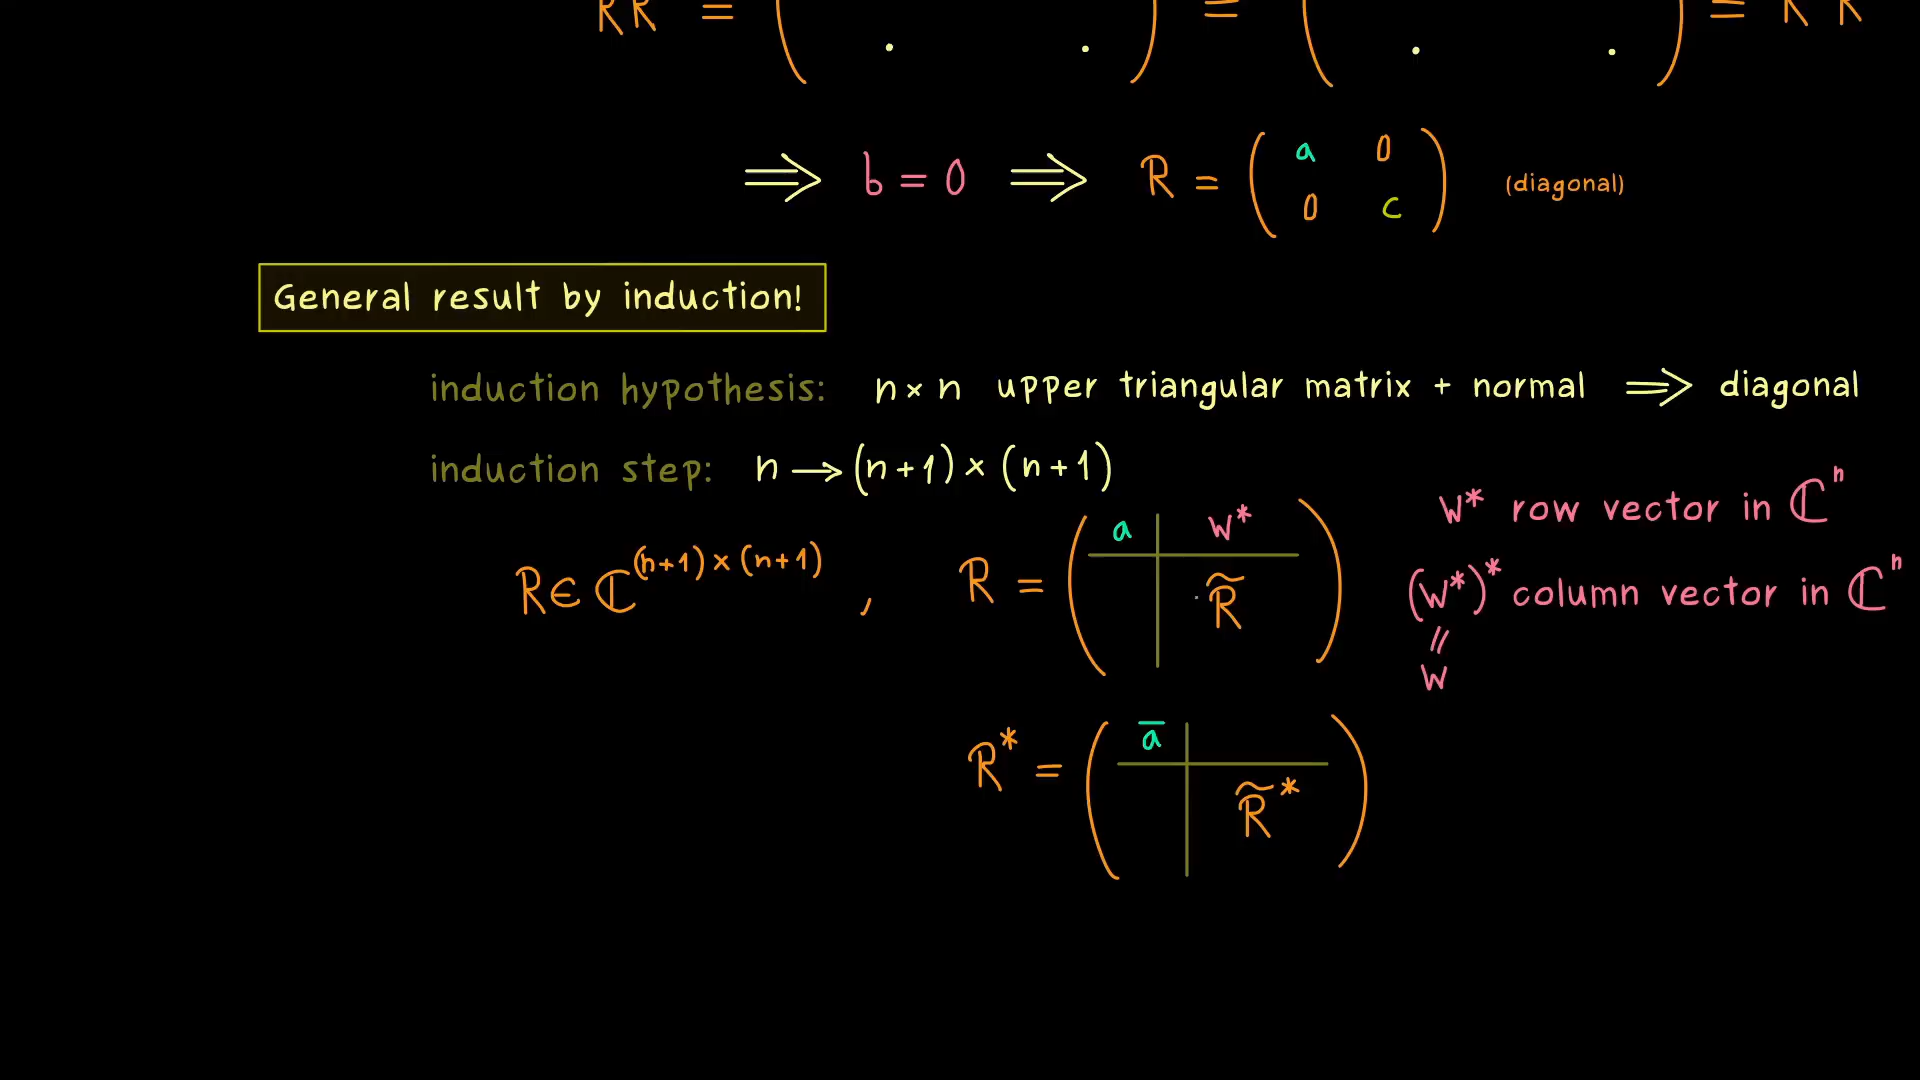 RR = ( . . ) = ( . . ) = R R
⟹ b = 0 ⟹ R = ( a 0 0 c ) (diagonal)
General result by induction!
induction hypothesis: n × n upper triangular matrix + normal ⟹ diagonal
induction step: n ⟶ (n+1) × (n+1)
W* row vector in ℂⁿ
R ∈ ℂ^(n+1)×(n+1) , R = ( a | W* / R̃ )
(W*)* column vector in ℂⁿ
=
W
R* = ( a̅ | / R̃* )